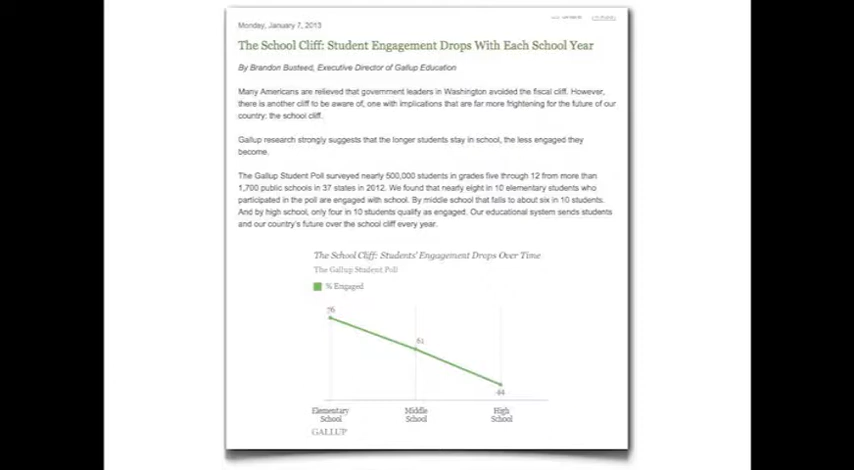 Monday, January 7, 2013
The School Cliff: Student Engagement Drops With Each School Year
By Brandon Busteed, Executive Director of Gallup Education
Many Americans are relieved that government leaders in Washington avoided the fiscal cliff. However,
there is another cliff to be aware of, one with implications that are far more frightening for the future of our
country: the school cliff.
Gallup research strongly suggests that the longer students stay in school, the less engaged they
become.
The Gallup Student Poll surveyed nearly 500,000 students in grades five through 12 from more than
1,700 public schools in 37 states in 2012. We found that nearly eight in 10 elementary students who
participated in the poll are engaged with school. By middle school that falls to about six in 10 students.
And by high school, only four in 10 students qualify as engaged. Our educational system sends students
and our country's future over the school cliff every year.
The School Cliff: Students' Engagement Drops Over Time
The Gallup Student Poll
% Engaged
76
61
44
Elementary School
Middle School
High School
GALLUP